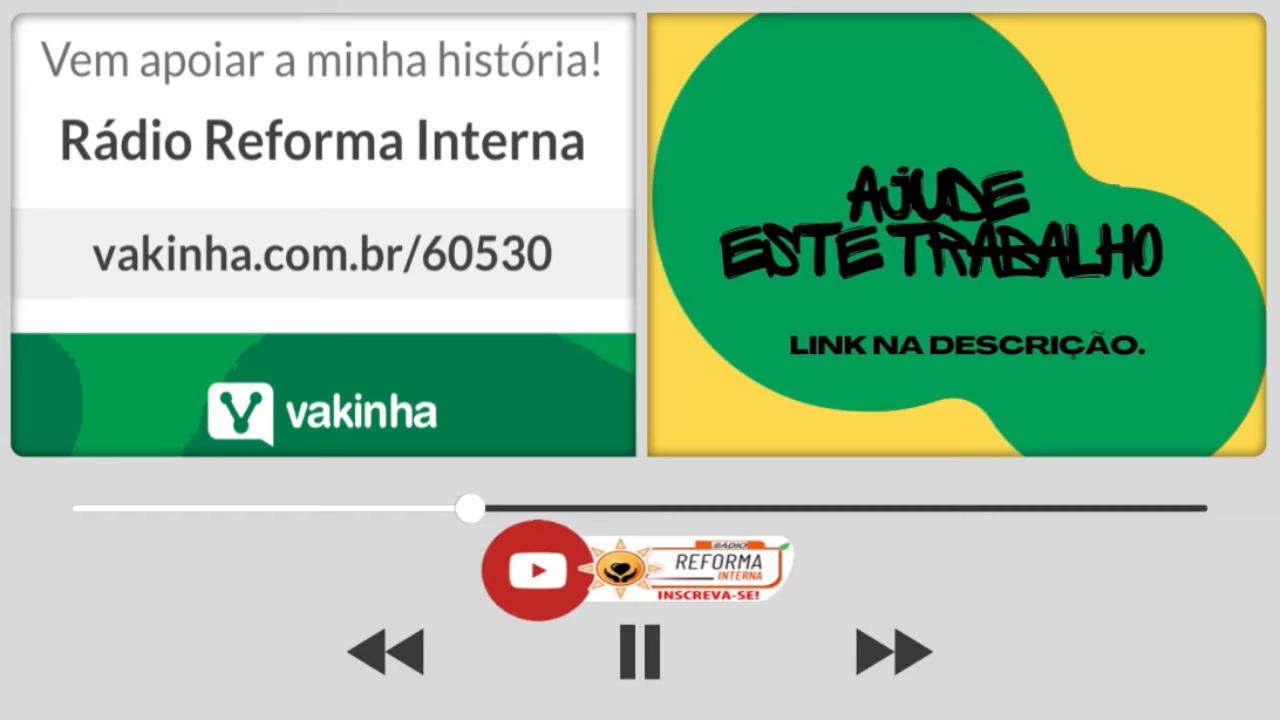 Vem apoiar a minha história!
Rádio Reforma Interna
vakinha.com.br/60530
vakinha
AJUDE
ESTE TRABALHO
LINK NA DESCRIÇÃO.
RÁDIO
REFORMA
INTERNA
INSCREVA-SE!